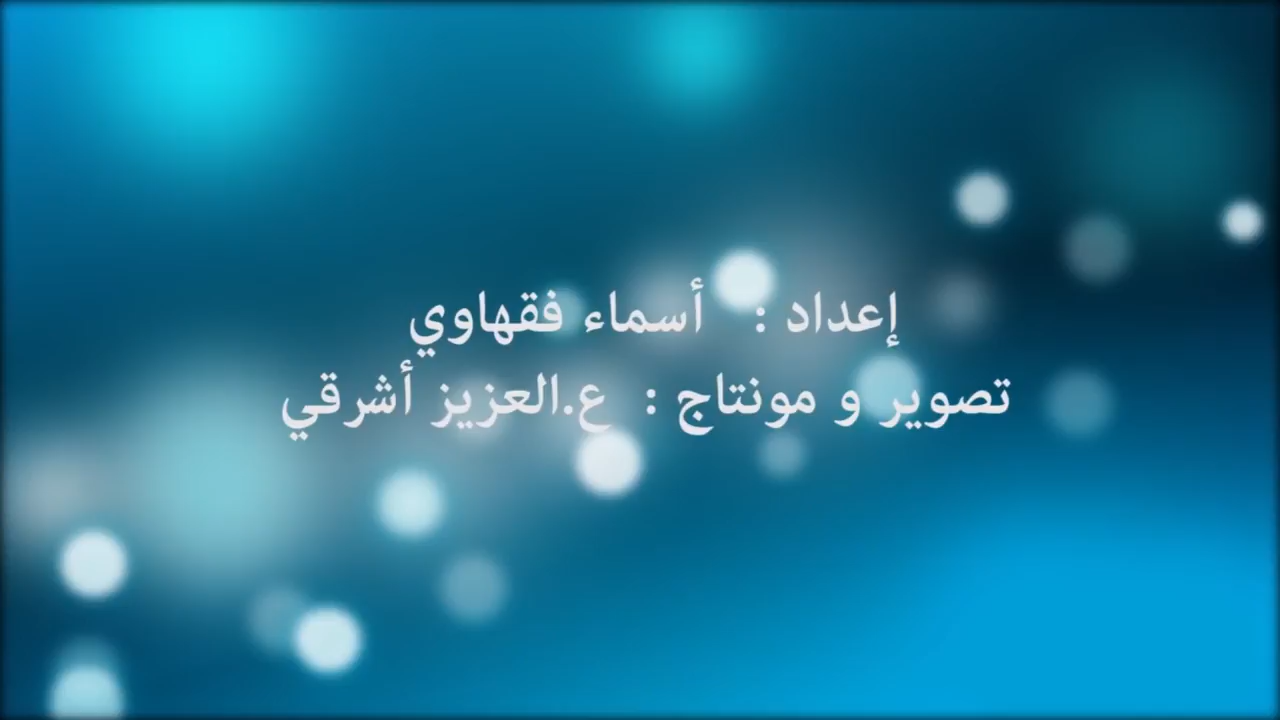 إعداد : أسماء فقهاوي
تصوير و مونتاج : ع.العزيز أشرقي